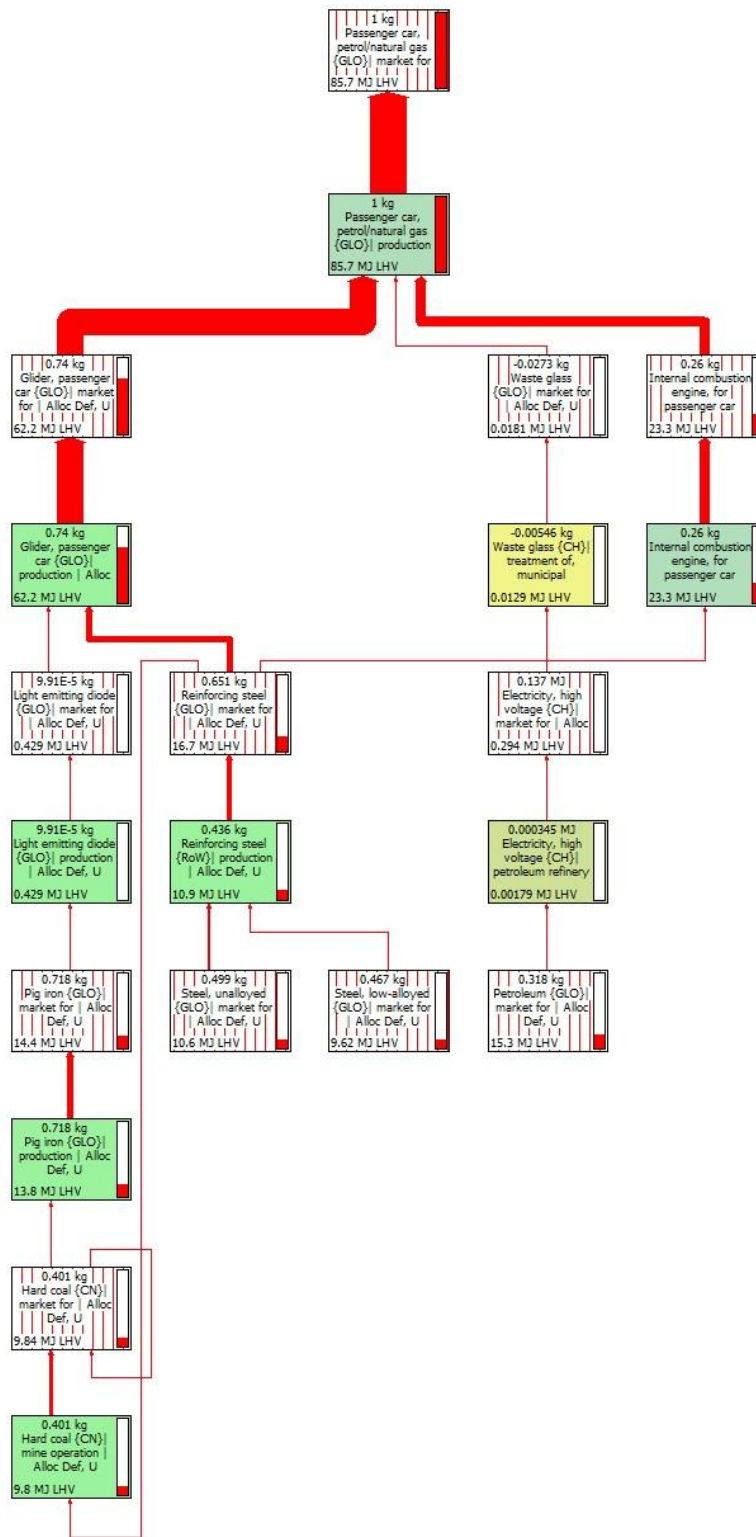 1 kg
Passenger car,
petrol/natural gas
{GLO}| market for
85.7 MJ LHV
1 kg
Passenger car,
petrol/natural gas
{GLO}| production
85.7 MJ LHV
0.74 kg
Glider, passenger
car {GLO}| market
for | Alloc Def, U
62.2 MJ LHV
-0.0273 kg
Waste glass
{GLO}| market for
| Alloc Def, U
0.0181 MJ LHV
0.26 kg
Internal combustion
engine, for
passenger car
23.3 MJ LHV
0.74 kg
Glider, passenger
car {GLO}|
production | Alloc
62.2 MJ LHV
-0.00546 kg
Waste glass {CH}|
treatment of,
municipal
0.0129 MJ LHV
0.26 kg
Internal combustion
engine, for
passenger car
23.3 MJ LHV
9.91E-5 kg
Light emitting diode
{GLO}| market for
| Alloc Def, U
0.429 MJ LHV
0.651 kg
Reinforcing steel
{GLO}| market for
| Alloc Def, U
16.7 MJ LHV
0.137 MJ
Electricity, high
voltage {CH}|
market for | Alloc
0.294 MJ LHV
9.91E-5 kg
Light emitting diode
{GLO}| production
| Alloc Def, U
0.429 MJ LHV
0.436 kg
Reinforcing steel
{RoW}| production
| Alloc Def, U
10.9 MJ LHV
0.000345 MJ
Electricity, high
voltage {CH}|
petroleum refinery
0.00179 MJ LHV
0.718 kg
Pig iron {GLO}|
market for | Alloc
Def, U
14.4 MJ LHV
0.499 kg
Steel, unalloyed
{GLO}| market for
| Alloc Def, U
10.6 MJ LHV
0.467 kg
Steel, low-alloyed
{GLO}| market for
| Alloc Def, U
9.62 MJ LHV
0.318 kg
Petroleum {GLO}|
market for | Alloc
Def, U
15.3 MJ LHV
0.718 kg
Pig iron {GLO}|
production | Alloc
Def, U
13.8 MJ LHV
0.401 kg
Hard coal {CN}|
market for | Alloc
Def, U
9.84 MJ LHV
0.401 kg
Hard coal {CN}|
mine operation |
Alloc Def, U
9.8 MJ LHV